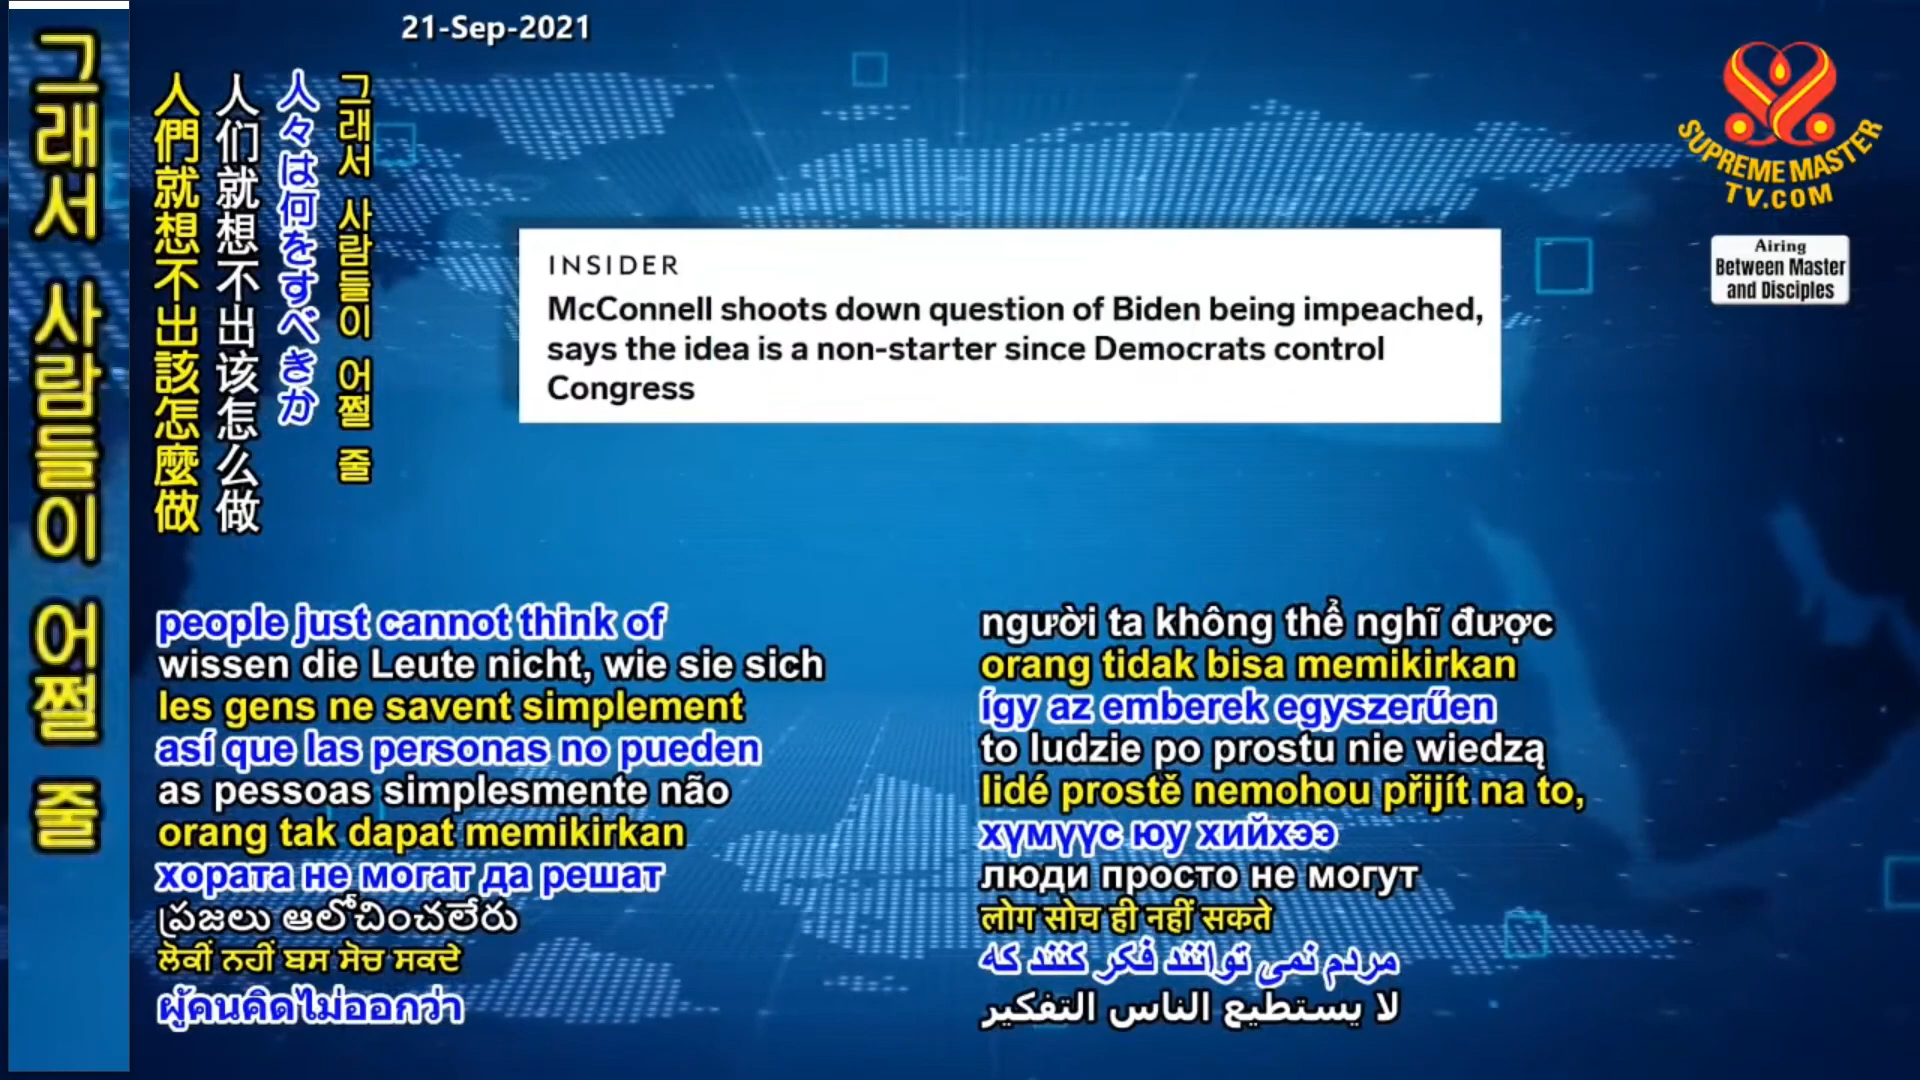 21-Sep-2021
그래서 사람들이 어쩔 줄
人們就想不出該怎麼做
人们就想不出该怎么做
人々は何をすべきか
그래서 사람들이 어쩔 줄
SUPREME MASTER
TV.COM
Airing
Between Master
and Disciples
INSIDER
McConnell shoots down question of Biden being impeached,
says the idea is a non-starter since Democrats control
Congress
people just cannot think of
wissen die Leute nicht, wie sie sich
les gens ne savent simplement
así que las personas no pueden
as pessoas simplesmente não
orang tak dapat memikirkan
хората не могат да решат
ప్రజలు ఆలోచించలేరు
ਲੋਕੀਂ ਨਹੀਂ ਬਸ ਸੋਚ ਸਕਦੇ
ผู้คนคิดไม่ออกว่า
người ta không thể nghĩ được
orang tidak bisa memikirkan
így az emberek egyszerűen
to ludzie po prostu nie wiedzą
lidé prostě nemohou přijít na to,
хүмүүс юу хийхээ
люди просто не могут
लोग सोच ही नहीं सकते
مردم نمی توانند فکر کنند که
لا يستطيع الناس التفكير